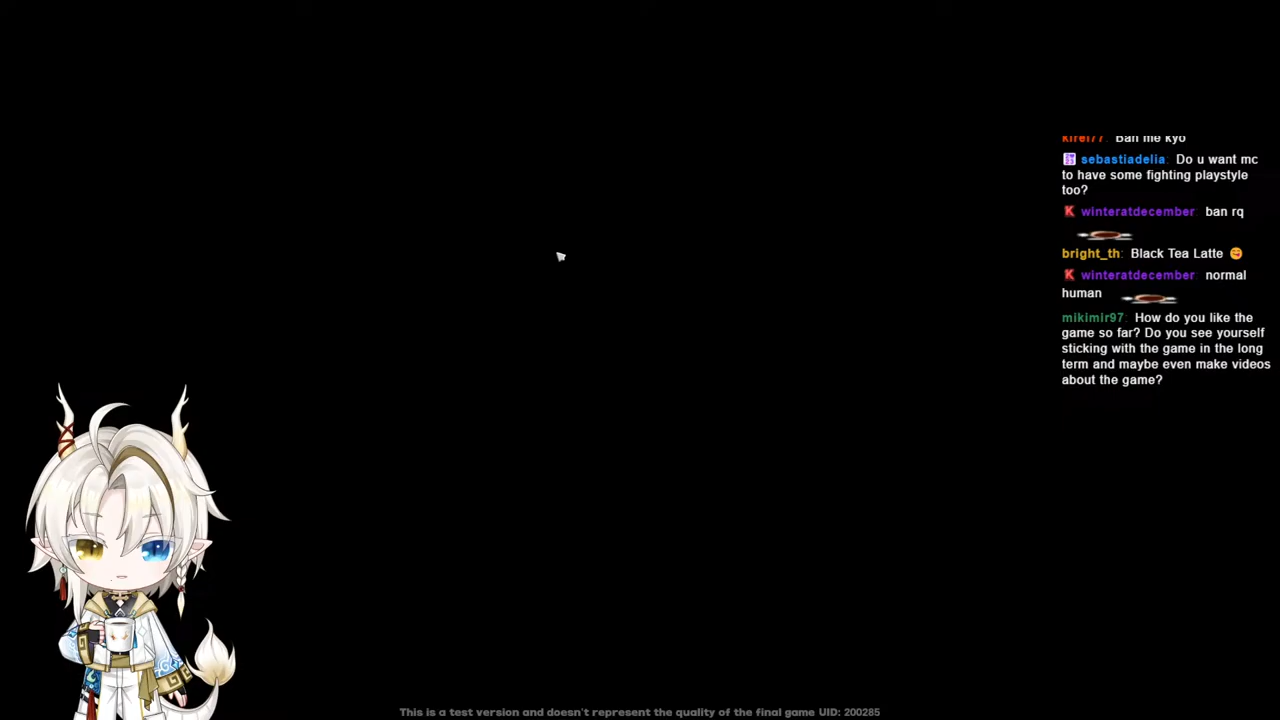 kirei77: Ban me kyo
sebastiadelia: Do u want mc
to have some fighting playstyle
too?
winteratdecember: ban rq
bright_th: Black Tea Latte
winteratdecember: normal
human
mikimir97: How do you like the
game so far? Do you see yourself
sticking with the game in the long
term and maybe even make videos
about the game?
This is a test version and doesn't represent the quality of the final game UID: 200285